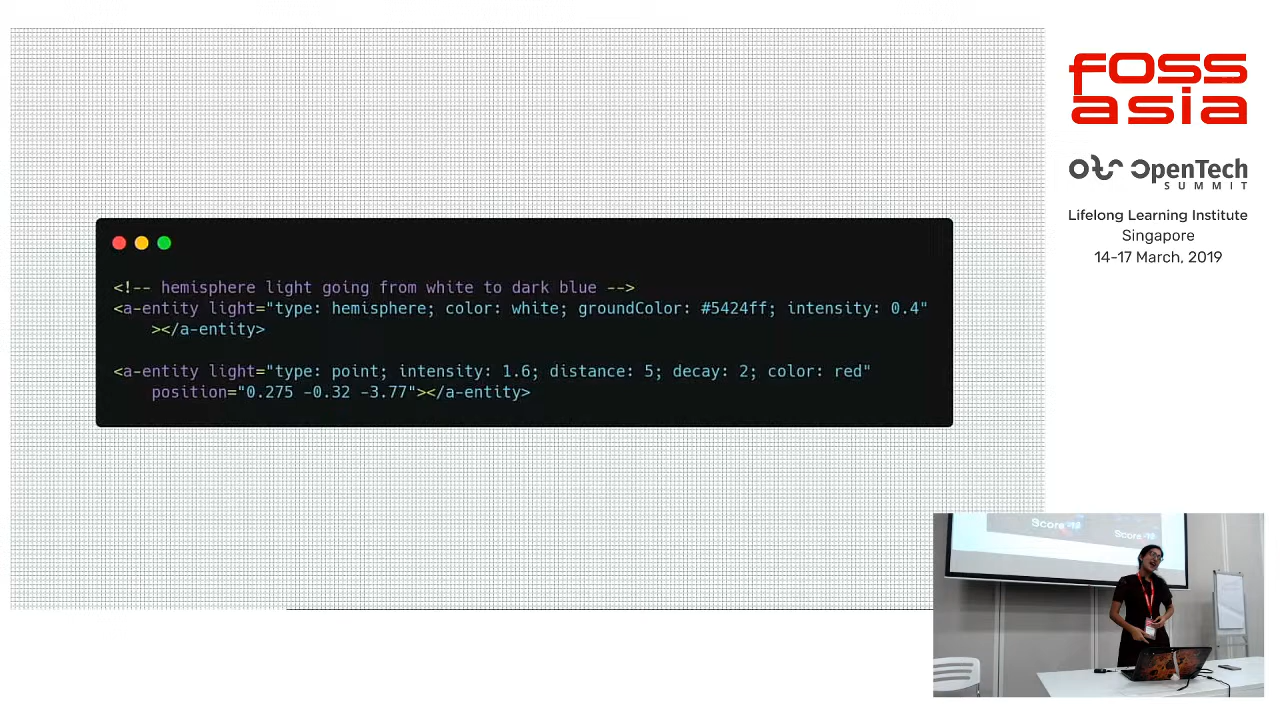 <!-- hemisphere light going from white to dark blue -->
<a-entity light="type: hemisphere; color: white; groundColor: #5424ff; intensity: 0.4"
></a-entity>
<a-entity light="type: point; intensity: 1.6; distance: 5; decay: 2; color: red"
position="0.275 -0.32 -3.77"></a-entity>
FOSS
asia
OpenTech
SUMMIT
Lifelong Learning Institute
Singapore
14-17 March, 2019
Score
Score